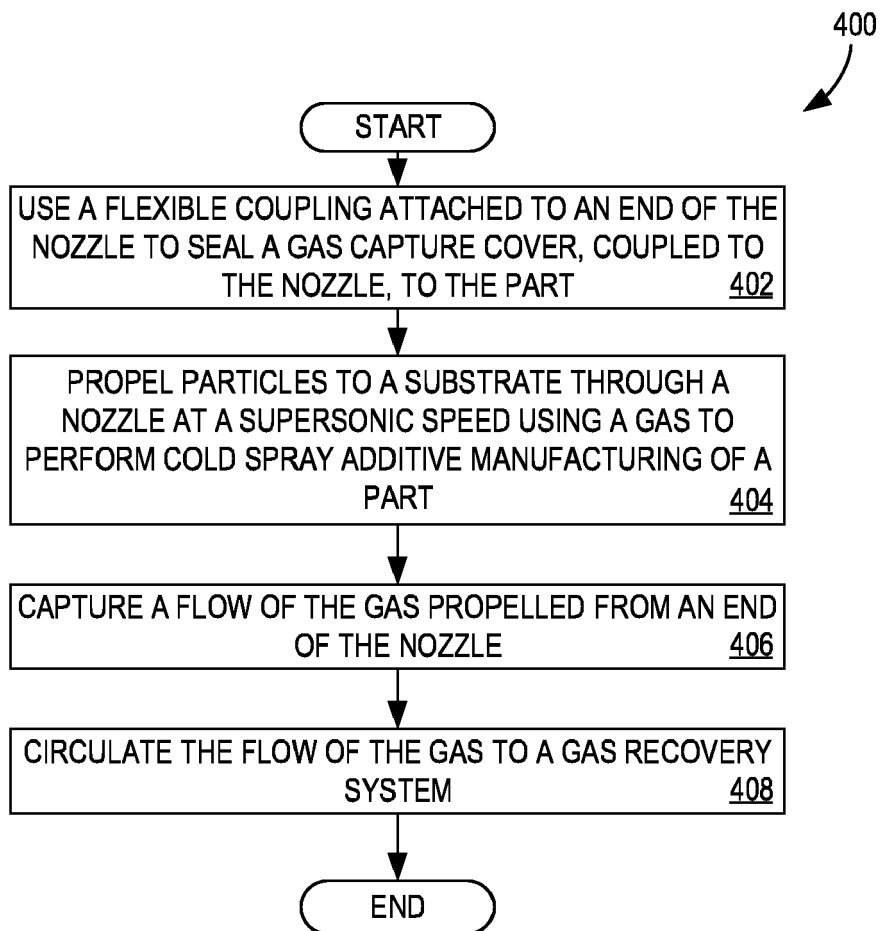 400
START
USE A FLEXIBLE COUPLING ATTACHED TO AN END OF THE
NOZZLE TO SEAL A GAS CAPTURE COVER, COUPLED TO
THE NOZZLE, TO THE PART 402
PROPEL PARTICLES TO A SUBSTRATE THROUGH A
NOZZLE AT A SUPERSONIC SPEED USING A GAS TO
PERFORM COLD SPRAY ADDITIVE MANUFACTURING OF A
PART 404
CAPTURE A FLOW OF THE GAS PROPELLED FROM AN END
OF THE NOZZLE 406
CIRCULATE THE FLOW OF THE GAS TO A GAS RECOVERY
SYSTEM 408
END